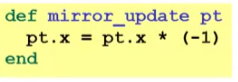 def mirror_update pt
  pt.x = pt.x * (-1)
end